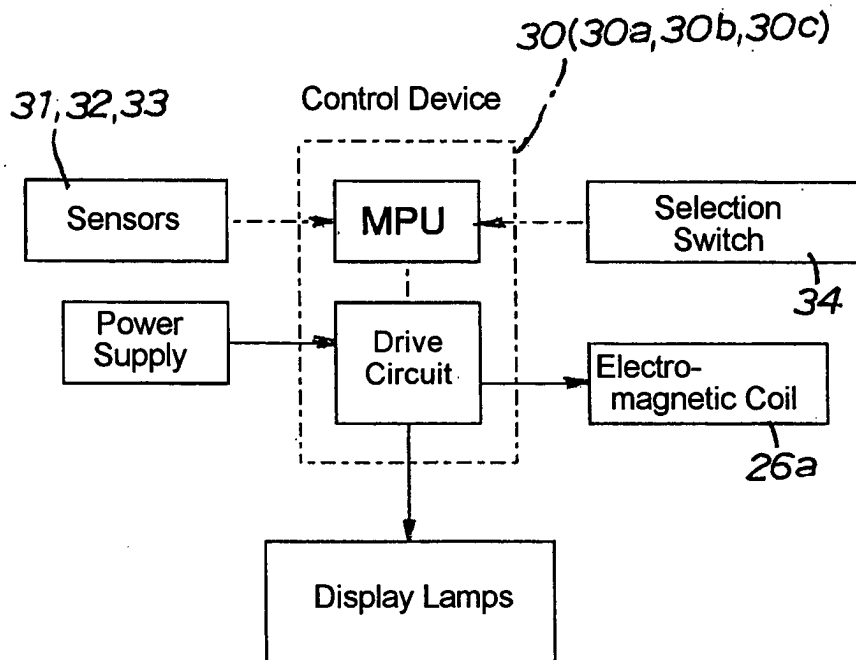 30(30a,30b,30c)
31,32,33
Control Device
Sensors
MPU
Selection
Switch
34
Power
Supply
Drive
Circuit
Electro-
magnetic Coil
26a
Display Lamps